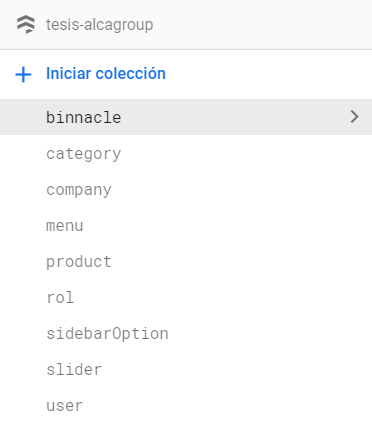 tesis-alcagroup
Iniciar colección
binnacle
category
company
menu
product
rol
sidebarOption
slider
user